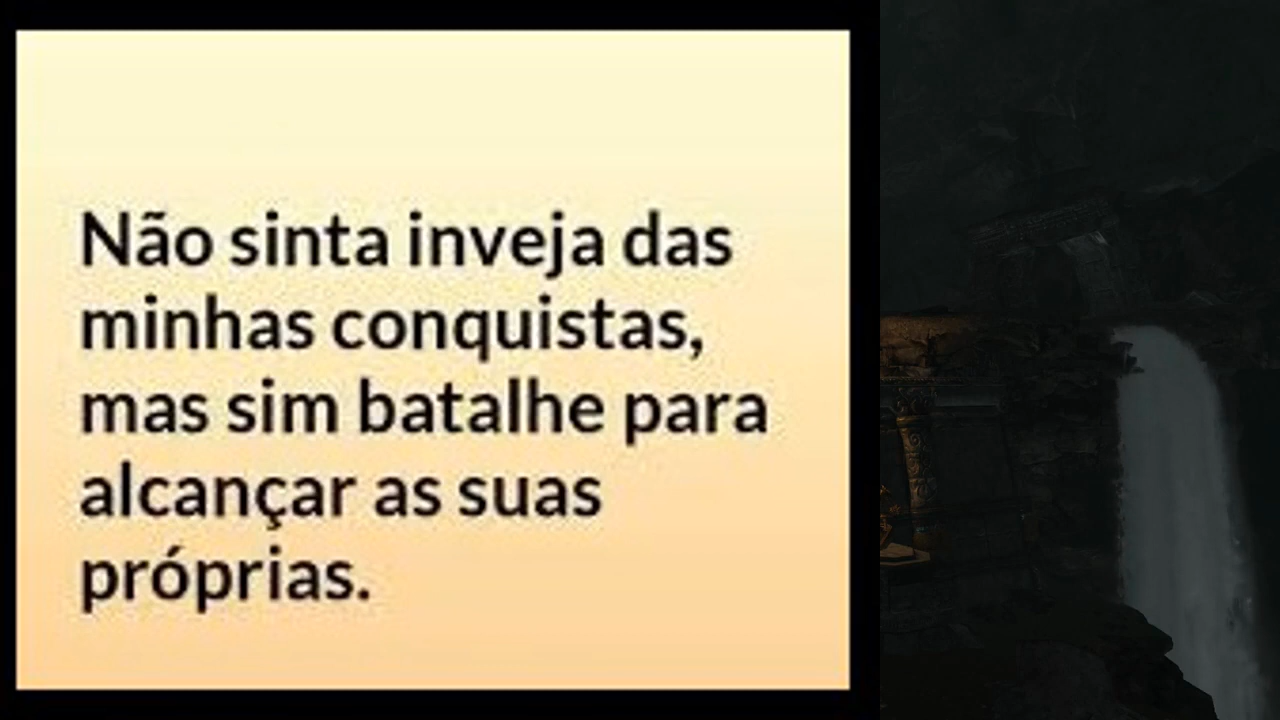 Não sinta inveja das
minhas conquistas,
mas sim batalhe para
alcançar as suas
próprias.